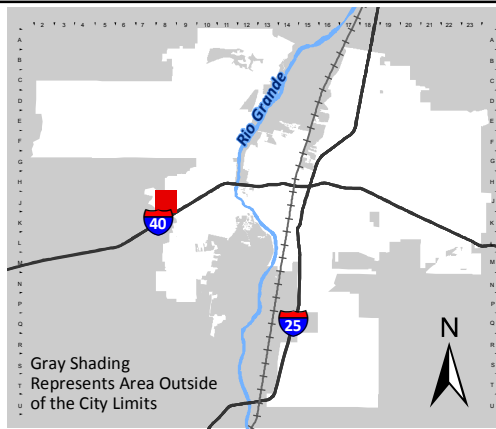 2 3 4 5 6 7 8 9 10 11 12 13 14 15 16 17 18 19 20 21 22 23
A
B
C
D
E
F
G
H
J
K
L
M
N
P
Q
R
S
T
U
A
B
C
D
E
F
G
H
J
K
L
M
N
P
Q
R
S
T
U
Rio Grande
40
25
N
Gray Shading
Represents Area Outside
of the City Limits